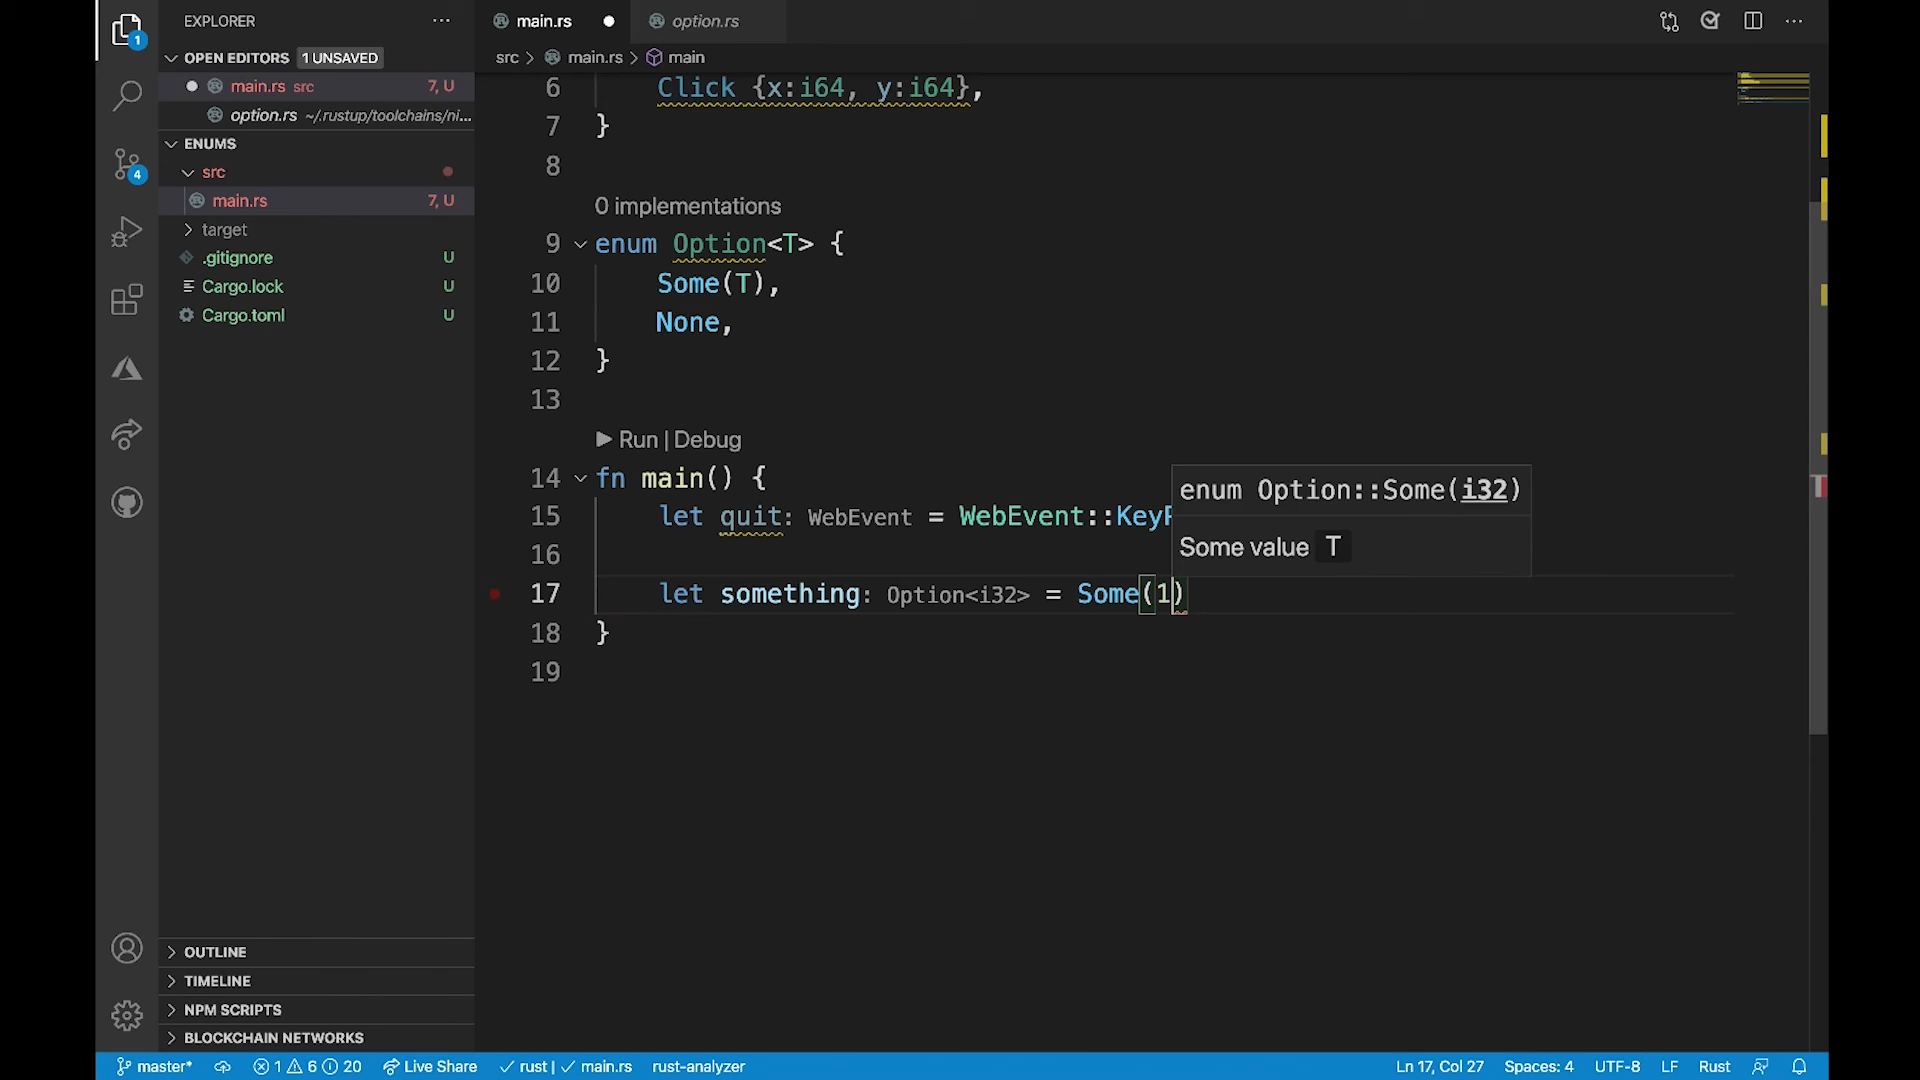 EXPLORER
main.rs
option.rs
OPEN EDITORS 1 UNSAVED
src > main.rs > main
main.rs src 7, U
option.rs ~/.rustup/toolchains/ni...
ENUMS
src
main.rs 7, U
target
.gitignore U
Cargo.lock U
Cargo.toml U
6 Click {x:i64, y:i64},
7 }
8
0 implementations
9 enum Option<T> {
10 Some(T),
11 None,
12 }
13
Run | Debug
14 fn main() {
15 let quit: WebEvent = WebEvent::Key
16
17 let something: Option<i32> = Some(1)
18 }
19
enum Option::Some(i32)
Some value T
OUTLINE
TIMELINE
NPM SCRIPTS
BLOCKCHAIN NETWORKS
1
4
master* 1 6 20 Live Share rust | main.rs rust-analyzer Ln 17, Col 27 Spaces: 4 UTF-8 LF Rust